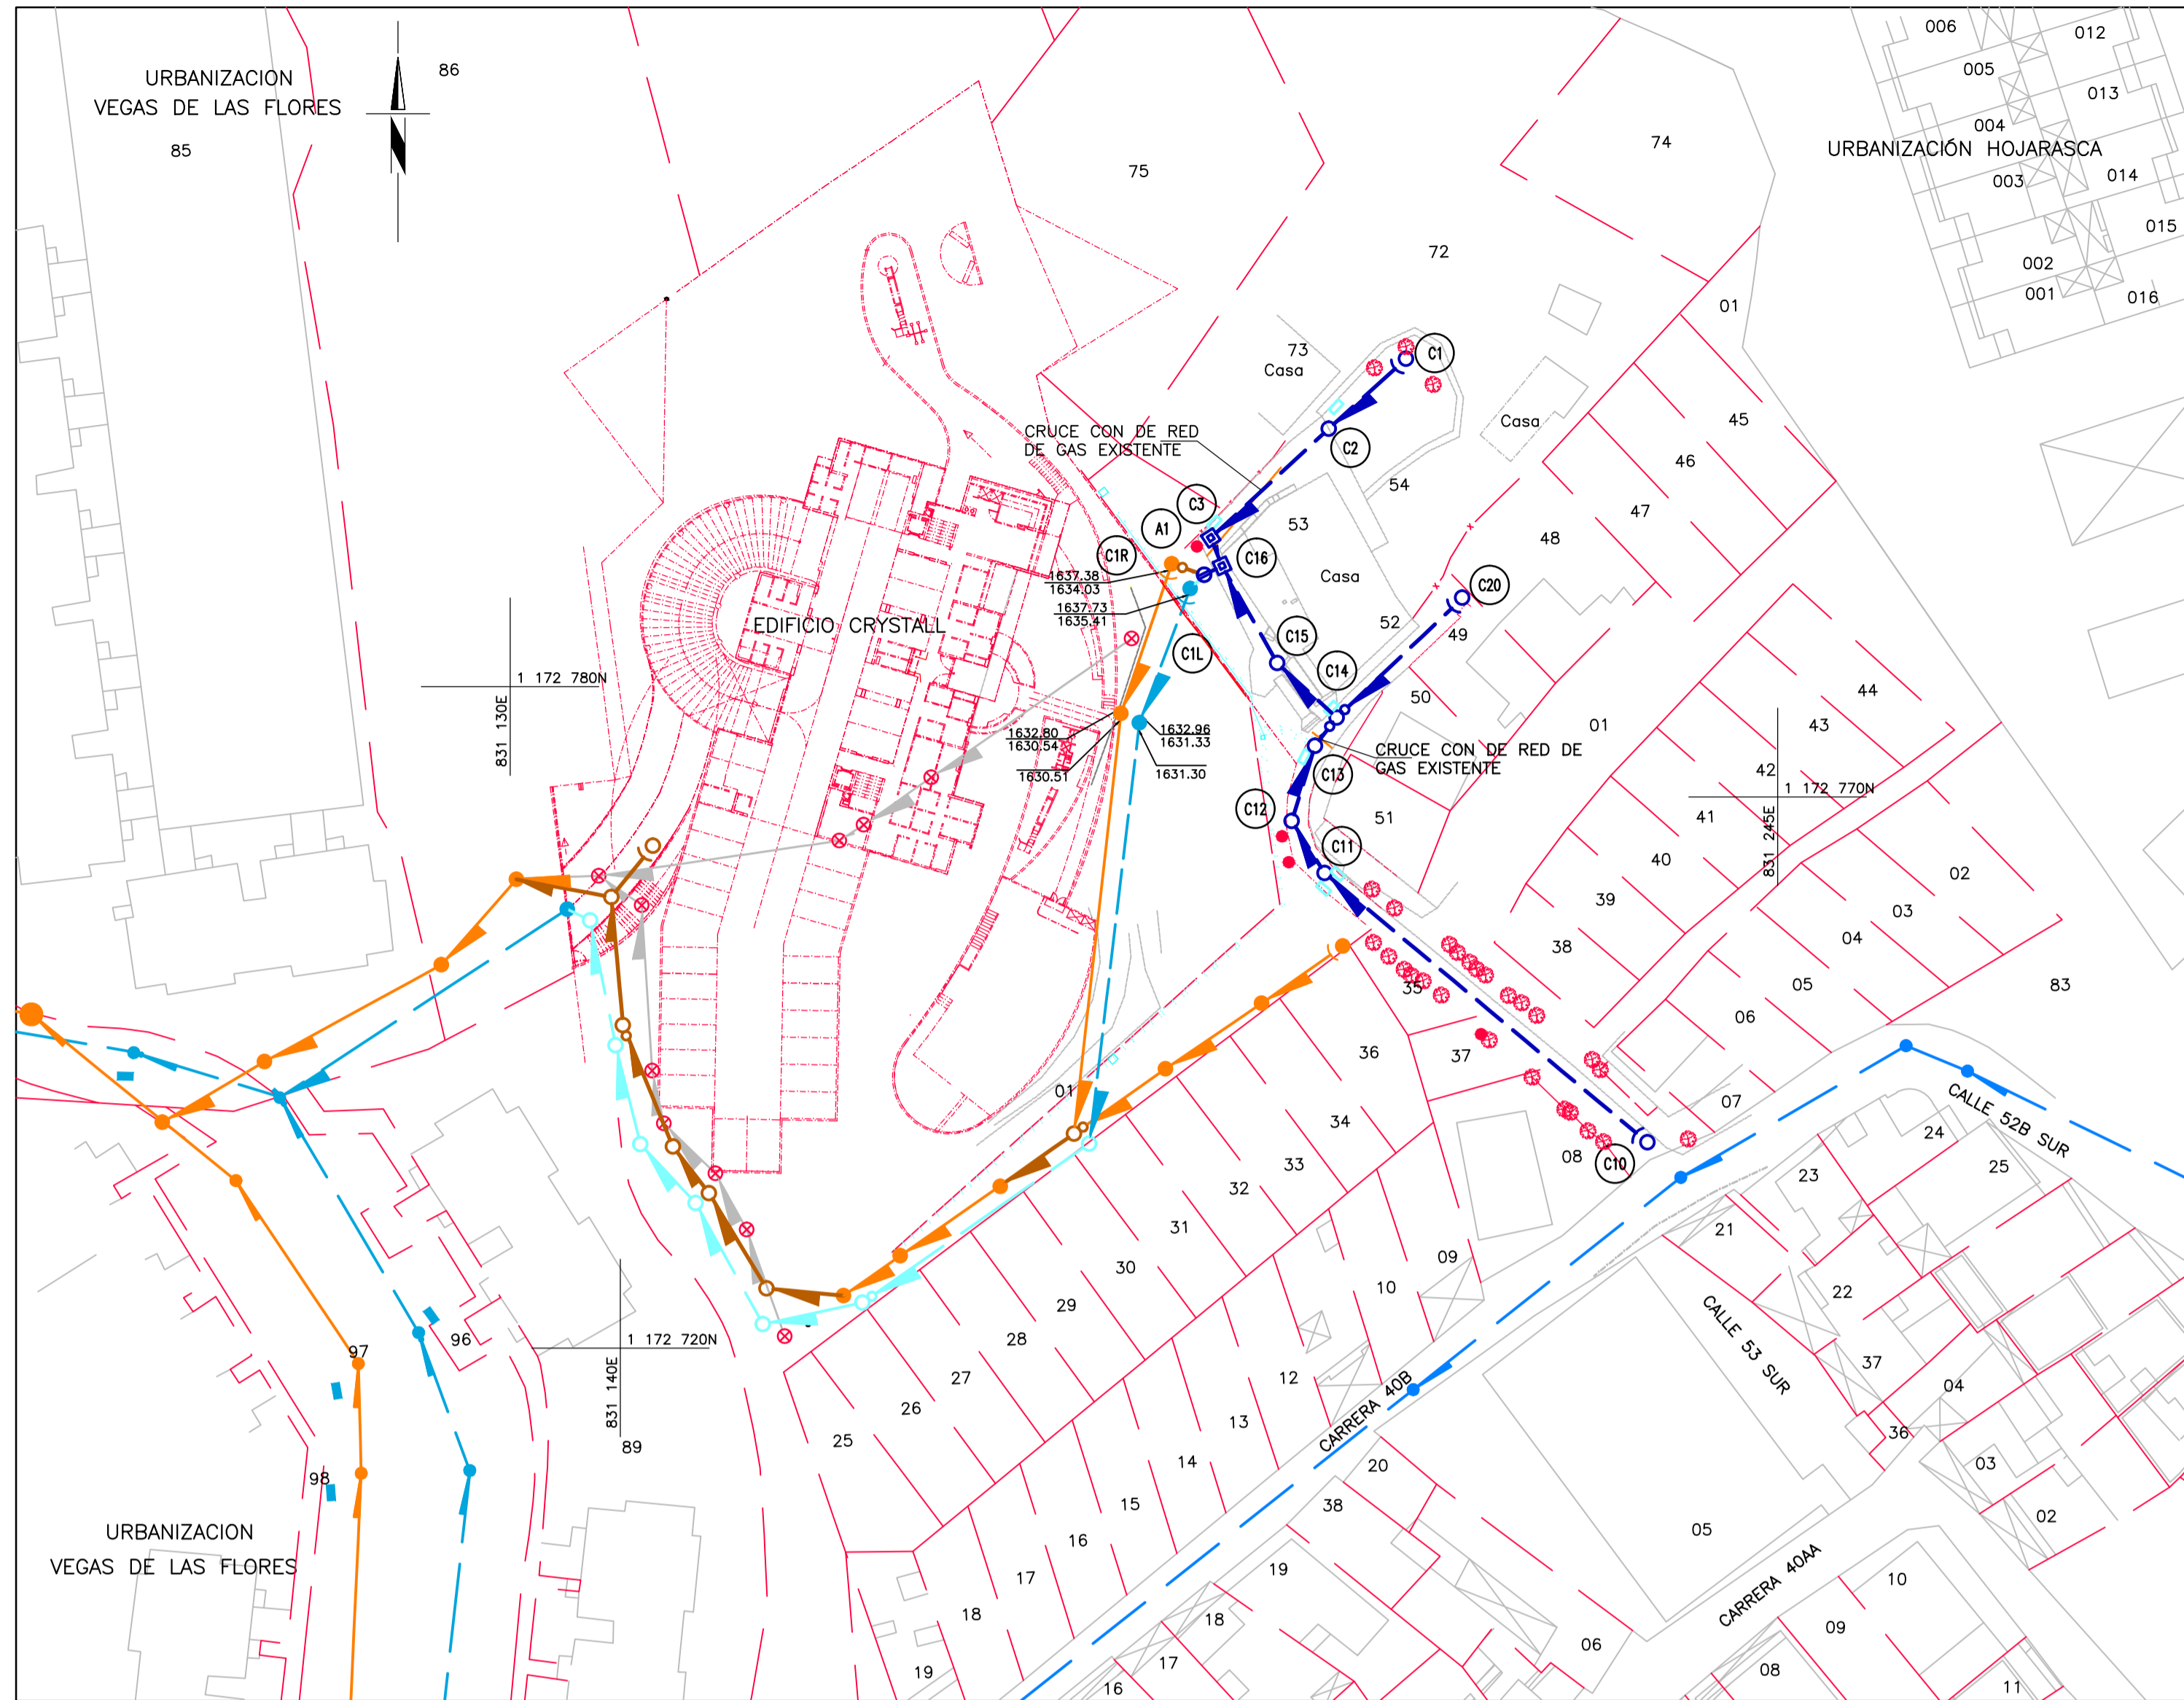 URBANIZACION
VEGAS DE LAS FLORES
85
86
75
74
72
006
005
004
003
002
001
012
013
014
015
016
URBANIZACIÓN HOJARASCA
01
73
Casa
C1
C2
Casa
45
46
47
48
54
CRUCE CON DE RED
DE GAS EXISTENTE
C3
A1
C1R
C16
53
Casa
52
C20
49
50
1637.38
1634.03
1637.73
1635.41
C1L
C15
C14
EDIFICIO CRYSTALL
1 172 780N
831 130E
1632.80
1630.54
1630.51
1632.96
1631.33
1631.30
CRUCE CON DE RED DE
GAS EXISTENTE
C13
C12
C11
51
01
44
43
42
41
40
39
38
1 172 770N
831 245E
02
03
04
05
06
07
83
35
36
37
34
33
32
31
30
29
28
27
26
25
01
08
C10
09
10
12
13
14
15
16
17
18
19
CALLE 52B SUR
24
25
23
21
22
CALLE 53 SUR
37
04
36
03
02
05
CARRERA 40B
20
38
19
18
17
16
06
CARRERA 40AA
10
09
08
11
1 172 720N
831 140E
89
97
96
98
URBANIZACION
VEGAS DE LAS FLORES